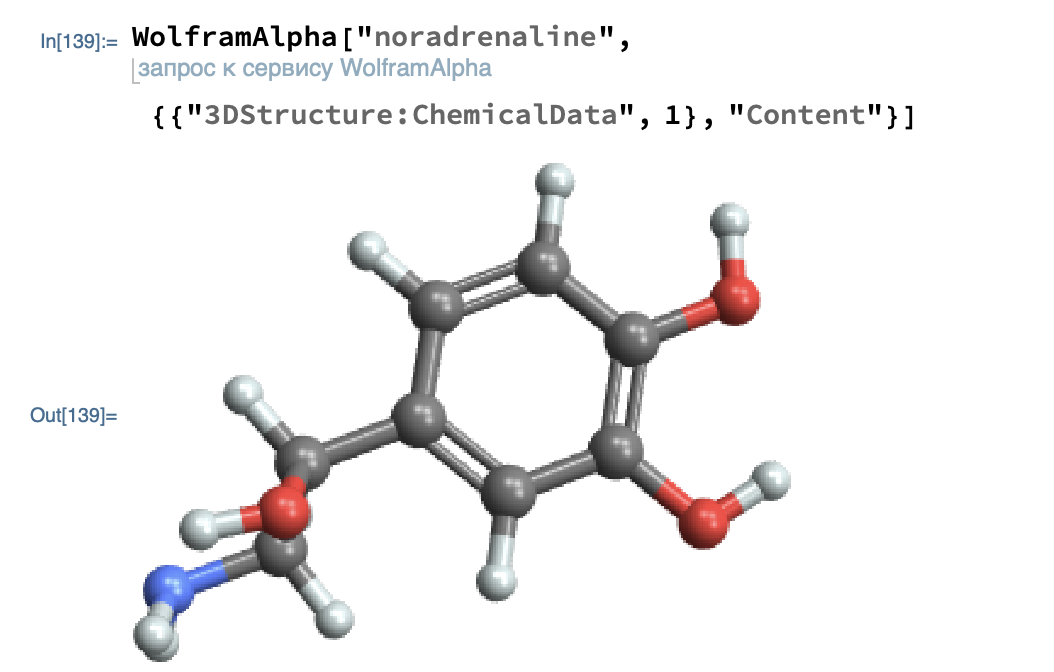 In[139]:= WolframAlpha["noradrenaline",
запрос к сервису WolframAlpha
{{"3DStructure:ChemicalData", 1}, "Content"}]
Out[139]=